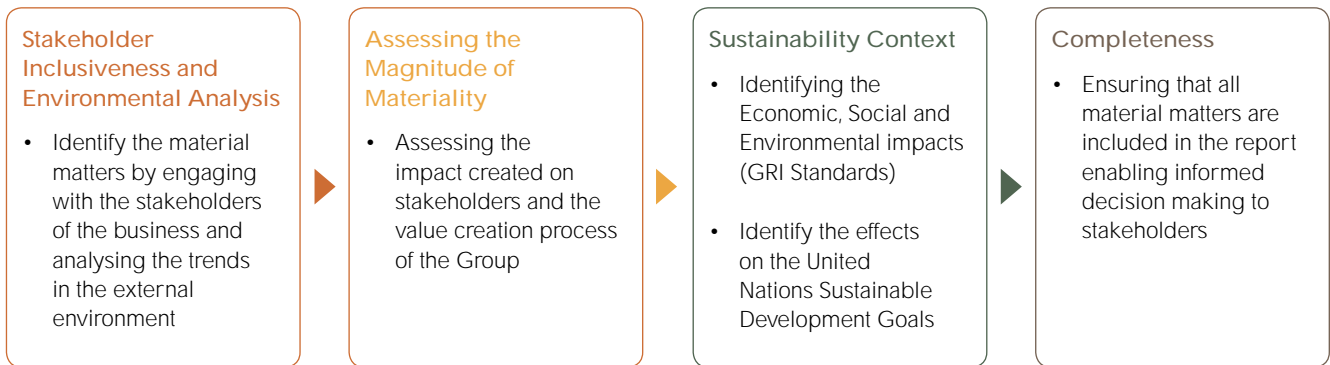 Stakeholder
Inclusiveness and
Environmental Analysis
• Identify the material
matters by engaging
with the stakeholders
of the business and
analysing the trends
in the external
environment
Assessing the
Magnitude of
Materiality
• Assessing the
impact created on
stakeholders and the
value creation process
of the Group
Sustainability Context
• Identifying the
Economic, Social and
Environmental impacts
(GRI Standards)
• Identify the effects
on the United
Nations Sustainable
Development Goals
Completeness
• Ensuring that all
material matters are
included in the report
enabling informed
decision making to
stakeholders